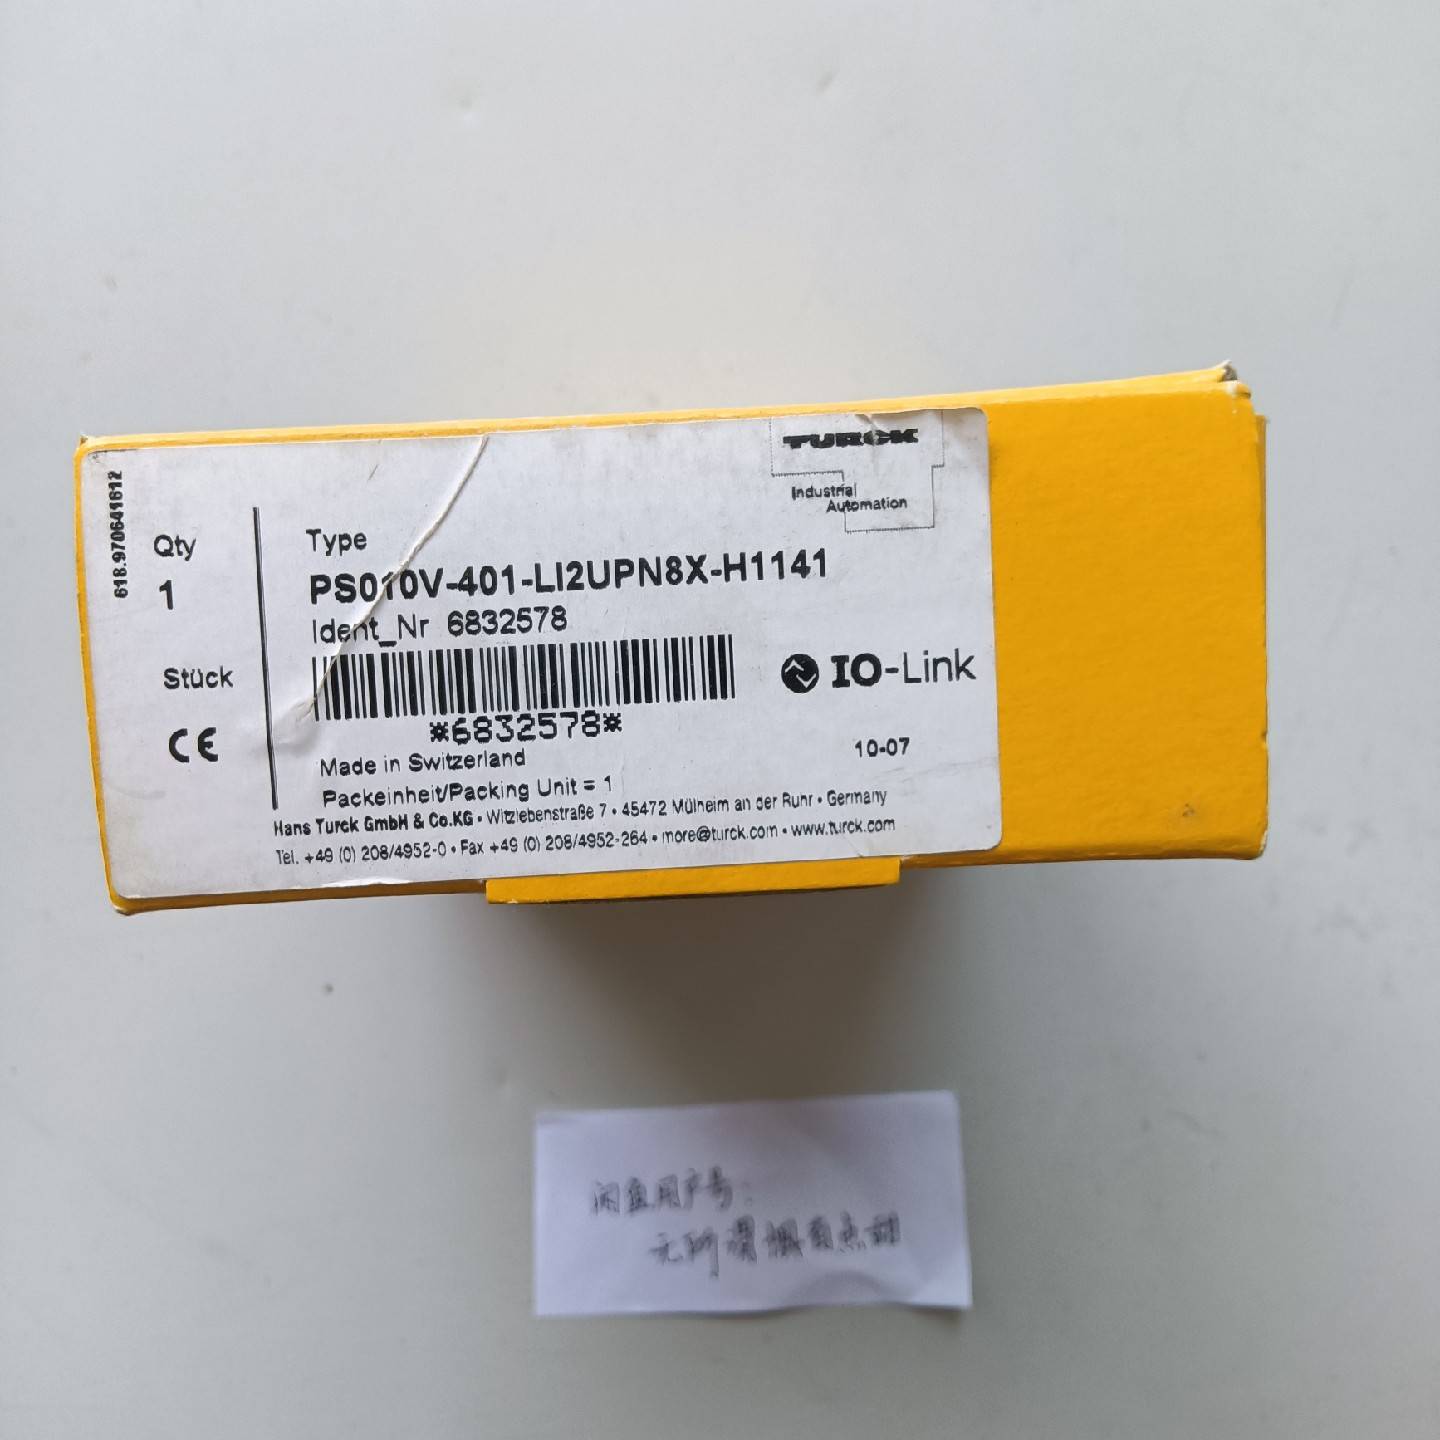 618.970641612
TURCK
Industrial
Automation
Qty
1
Stück
CE
Type
PS010V-401-LI2UPN8X-H1141
Ident_Nr 6832578
*6832578*
IO-Link
Made in Switzerland
10-07
Packeinheit/Packing Unit = 1
Hans Turck GmbH & Co.KG • Witzlebenstraße 7 • 45472 Mülheim an der Ruhr • Germany
Tel. +49 (0) 208/4952-0 • Fax +49 (0) 208/4952-264 • more@turck.com • www.turck.com
闲鱼用户号: